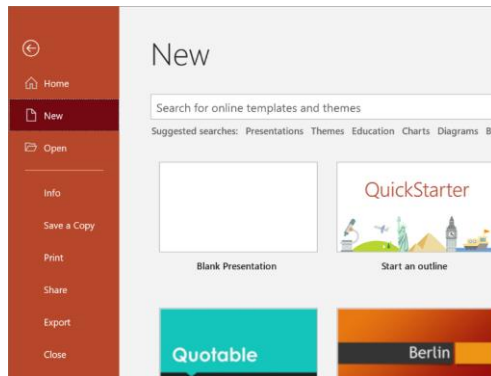 Home
New
Open
Info
Save a Copy
Print
Share
Export
Close
New
Search for online templates and themes
Suggested searches: Presentations Themes Education Charts Diagrams B
QuickStarter
Blank Presentation
Start an outline
Quotable
Berlin